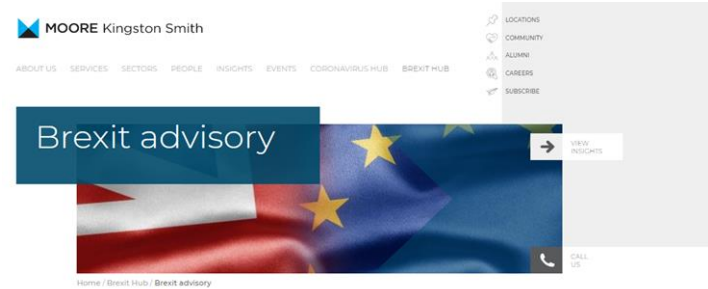 MOORE Kingston Smith
LOCATIONS
COMMUNITY
ALUMNI
CAREERS
SUBSCRIBE
ABOUT US SERVICES SECTORS PEOPLE INSIGHTS EVENTS CORONAVIRUS HUB BREXIT HUB
Brexit advisory
VIEW
INSIGHTS
CALL
US
Home / Brexit Hub / Brexit advisory